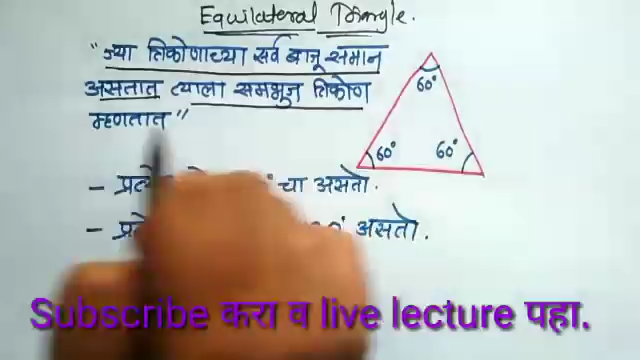 Equilateral Triangle.
"ज्या त्रिकोणाच्या सर्व बाजू समान
असतात त्याला समभुज त्रिकोण
म्हणतात"
60°
60° 60°
- चा असतो.
- असतो.
Subscribe करा व live lecture पहा.